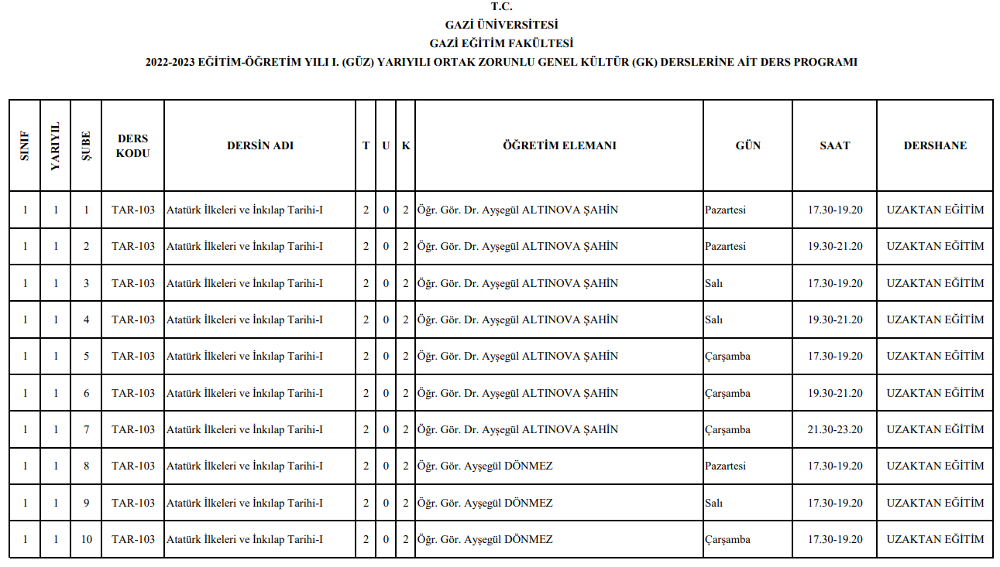 T.C.
GAZİ ÜNİVERSİTESİ
GAZİ EĞİTİM FAKÜLTESİ
2022-2023 EĞİTİM-ÖĞRETİM YILI I. (GÜZ) YARIYILI ORTAK ZORUNLU GENEL KÜLTÜR (GK) DERSLERİNE AİT DERS PROGRAMI
SINIF YARIYIL ŞUBE DERS KODU DERSİN ADI T U K ÖĞRETİM ELEMANI GÜN SAAT DERSHANE
1 1 1 TAR-103 Atatürk İlkeleri ve İnkılap Tarihi-I 2 0 2 Öğr. Gör. Dr. Ayşegül ALTINOVA ŞAHİN Pazartesi 17.30-19.20 UZAKTAN EĞİTİM
1 1 2 TAR-103 Atatürk İlkeleri ve İnkılap Tarihi-I 2 0 2 Öğr. Gör. Dr. Ayşegül ALTINOVA ŞAHİN Pazartesi 19.30-21.20 UZAKTAN EĞİTİM
1 1 3 TAR-103 Atatürk İlkeleri ve İnkılap Tarihi-I 2 0 2 Öğr. Gör. Dr. Ayşegül ALTINOVA ŞAHİN Salı 17.30-19.20 UZAKTAN EĞİTİM
1 1 4 TAR-103 Atatürk İlkeleri ve İnkılap Tarihi-I 2 0 2 Öğr. Gör. Dr. Ayşegül ALTINOVA ŞAHİN Salı 19.30-21.20 UZAKTAN EĞİTİM
1 1 5 TAR-103 Atatürk İlkeleri ve İnkılap Tarihi-I 2 0 2 Öğr. Gör. Dr. Ayşegül ALTINOVA ŞAHİN Çarşamba 17.30-19.20 UZAKTAN EĞİTİM
1 1 6 TAR-103 Atatürk İlkeleri ve İnkılap Tarihi-I 2 0 2 Öğr. Gör. Dr. Ayşegül ALTINOVA ŞAHİN Çarşamba 19.30-21.20 UZAKTAN EĞİTİM
1 1 7 TAR-103 Atatürk İlkeleri ve İnkılap Tarihi-I 2 0 2 Öğr. Gör. Dr. Ayşegül ALTINOVA ŞAHİN Çarşamba 21.30-23.20 UZAKTAN EĞİTİM
1 1 8 TAR-103 Atatürk İlkeleri ve İnkılap Tarihi-I 2 0 2 Öğr. Gör. Ayşegül DÖNMEZ Pazartesi 17.30-19.20 UZAKTAN EĞİTİM
1 1 9 TAR-103 Atatürk İlkeleri ve İnkılap Tarihi-I 2 0 2 Öğr. Gör. Ayşegül DÖNMEZ Salı 17.30-19.20 UZAKTAN EĞİTİM
1 1 10 TAR-103 Atatürk İlkeleri ve İnkılap Tarihi-I 2 0 2 Öğr. Gör. Ayşegül DÖNMEZ Çarşamba 17.30-19.20 UZAKTAN EĞİTİM